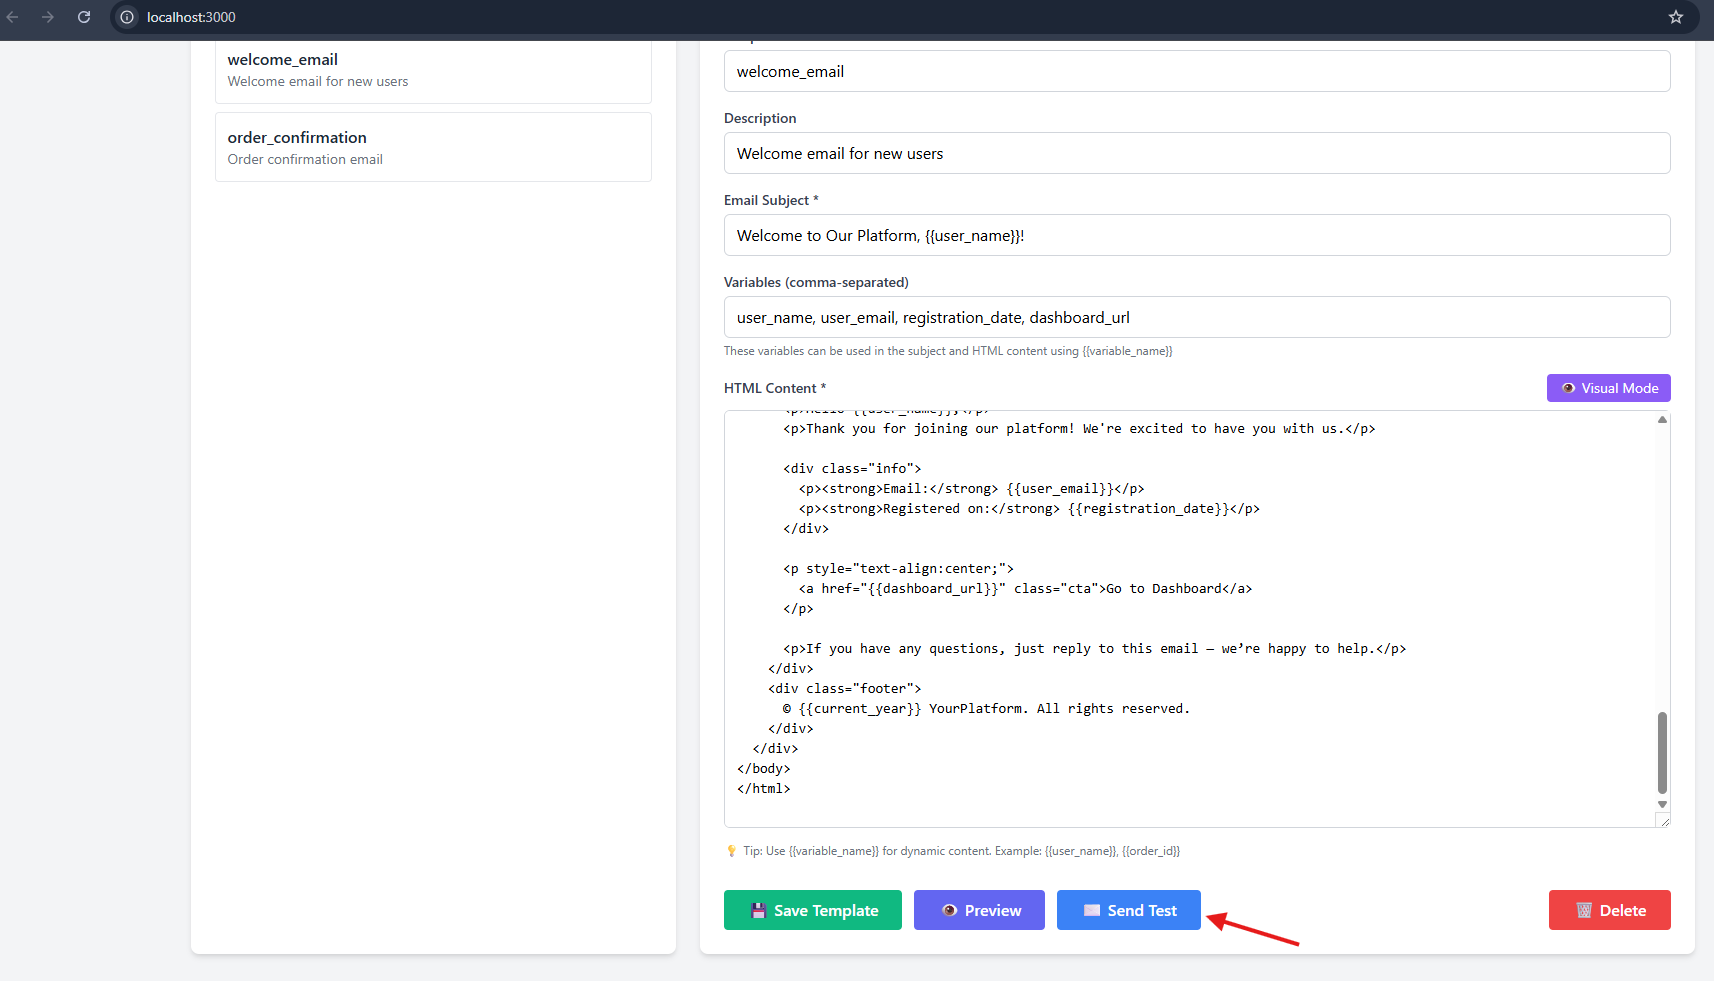 localhost:3000
welcome_email
Welcome email for new users
order_confirmation
Order confirmation email
welcome_email
Description
Welcome email for new users
Email Subject *
Welcome to Our Platform, {{user_name}}!
Variables (comma-separated)
user_name, user_email, registration_date, dashboard_url
These variables can be used in the subject and HTML content using {{variable_name}}
HTML Content *
👁 Visual Mode
<p>Hello {{user_name}},</p>
<p>Thank you for joining our platform! We're excited to have you with us.</p>
<div class="info">
<p><strong>Email:</strong> {{user_email}}</p>
<p><strong>Registered on:</strong> {{registration_date}}</p>
</div>
<p style="text-align:center;">
<a href="{{dashboard_url}}" class="cta">Go to Dashboard</a>
</p>
<p>If you have any questions, just reply to this email — we’re happy to help.</p>
</div>
<div class="footer">
© {{current_year}} YourPlatform. All rights reserved.
</div>
</div>
</body>
</html>
💡 Tip: Use {{variable_name}} for dynamic content. Example: {{user_name}}, {{order_id}}
💾 Save Template
👁 Preview
✉️ Send Test
🗑️ Delete